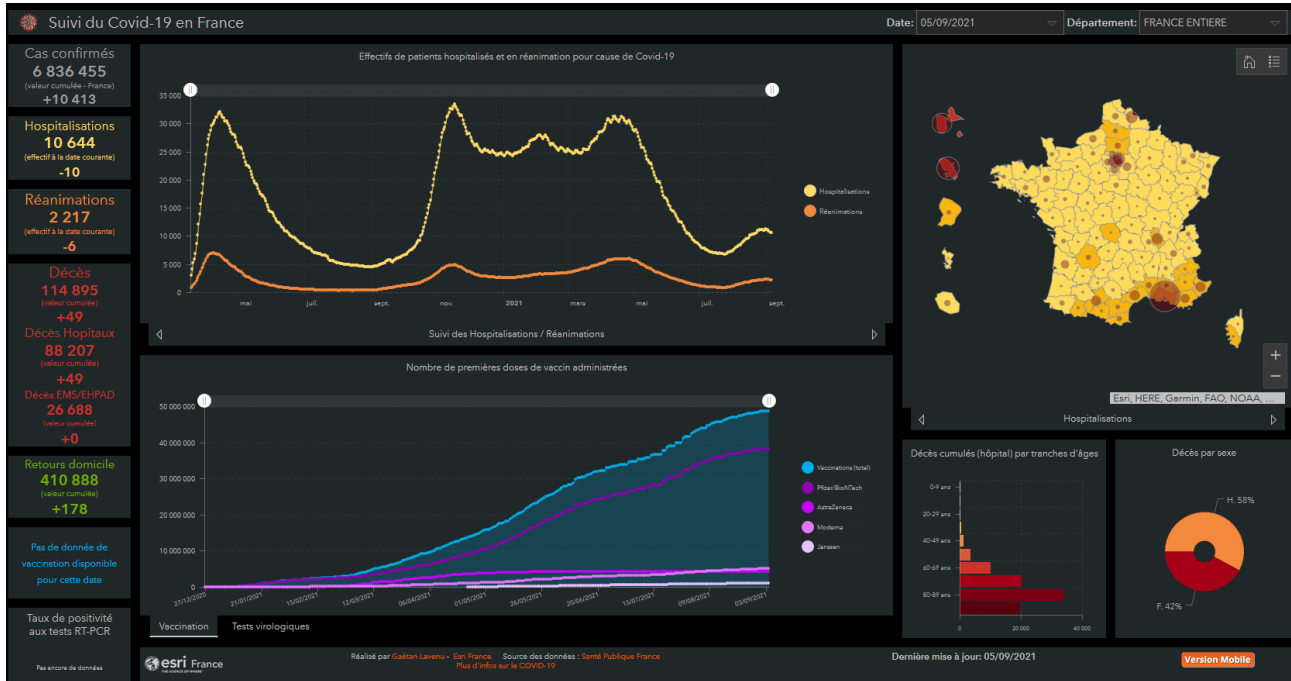 Suivi du Covid-19 en France
Date: 05/09/2021
Département: FRANCE ENTIERE
Cas confirmés
6 836 455
(valeur cumulée - France)
+10 413
Hospitalisations
10 644
(effectif à la date courante)
-10
Réanimations
2 217
(effectif à la date courante)
-6
Décès
114 895
(valeur cumulée)
+49
Décès Hopitaux
88 207
(valeur cumulée)
+49
Décès EMS/EHPAD
26 688
(valeur cumulée)
+0
Retours domicile
410 888
(valeur cumulée)
+178
Pas de donnée de
vaccination disponible
pour cette date
Taux de positivité
aux tests RT-PCR
Pas encore de données
Effectifs de patients hospitalisés et en réanimation pour cause de Covid-19
35 000
30 000
25 000
20 000
15 000
10 000
5 000
0
mai juil. sept. nov. 2021 mars mai juil. sept.
Hospitalisations
Réanimations
Suivi des Hospitalisations / Réanimations
Nombre de premières doses de vaccin administrées
50 000 000
40 000 000
30 000 000
20 000 000
10 000 000
0
27/12/2020 21/01/2021 15/02/2021 12/03/2021 06/04/2021 01/05/2021 26/05/2021 20/06/2021 15/07/2021 09/08/2021 03/09/2021
Vaccinations (total)
Pfizer/BioNTech
AstraZeneca
Moderna
Janssen
Vaccination Tests virologiques
+
−
Esri, HERE, Garmin, FAO, NOAA, ...
Hospitalisations
Décès cumulés (hôpital) par tranches d'âges
0-9 ans
20-29 ans
40-49 ans
60-69 ans
80-89 ans
0 20 000 40 000
Décès par sexe
H. 58%
F. 42%
esri France
THE SCIENCE OF WHERE
Réalisé par Gaëtan Lavenu - Esri France Source des données : Santé Publique France
Plus d'infos sur le COVID-19
Dernière mise à jour: 05/09/2021
Version Mobile